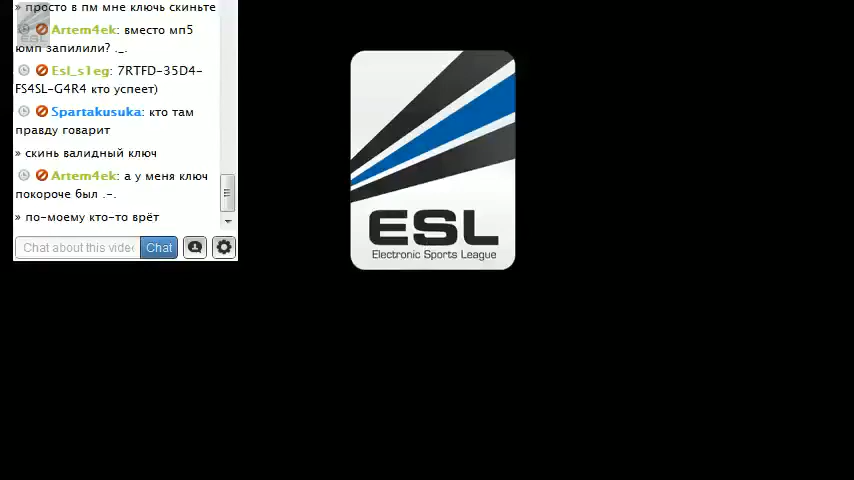 » просто в пм мне ключь скиньте
Artem4ek: вместо мп5
юмп запилили? ._.
Esl_s1eg: 7RTFD-35D4-
FS4SL-G4R4 кто успеет)
Spartakusuka: кто там
правду говарит
» скинь валидный ключ
Artem4ek: а у меня ключ
покороче был .-.
» по-моему кто-то врёт
Chat about this vide
Chat
ESL
Electronic Sports League